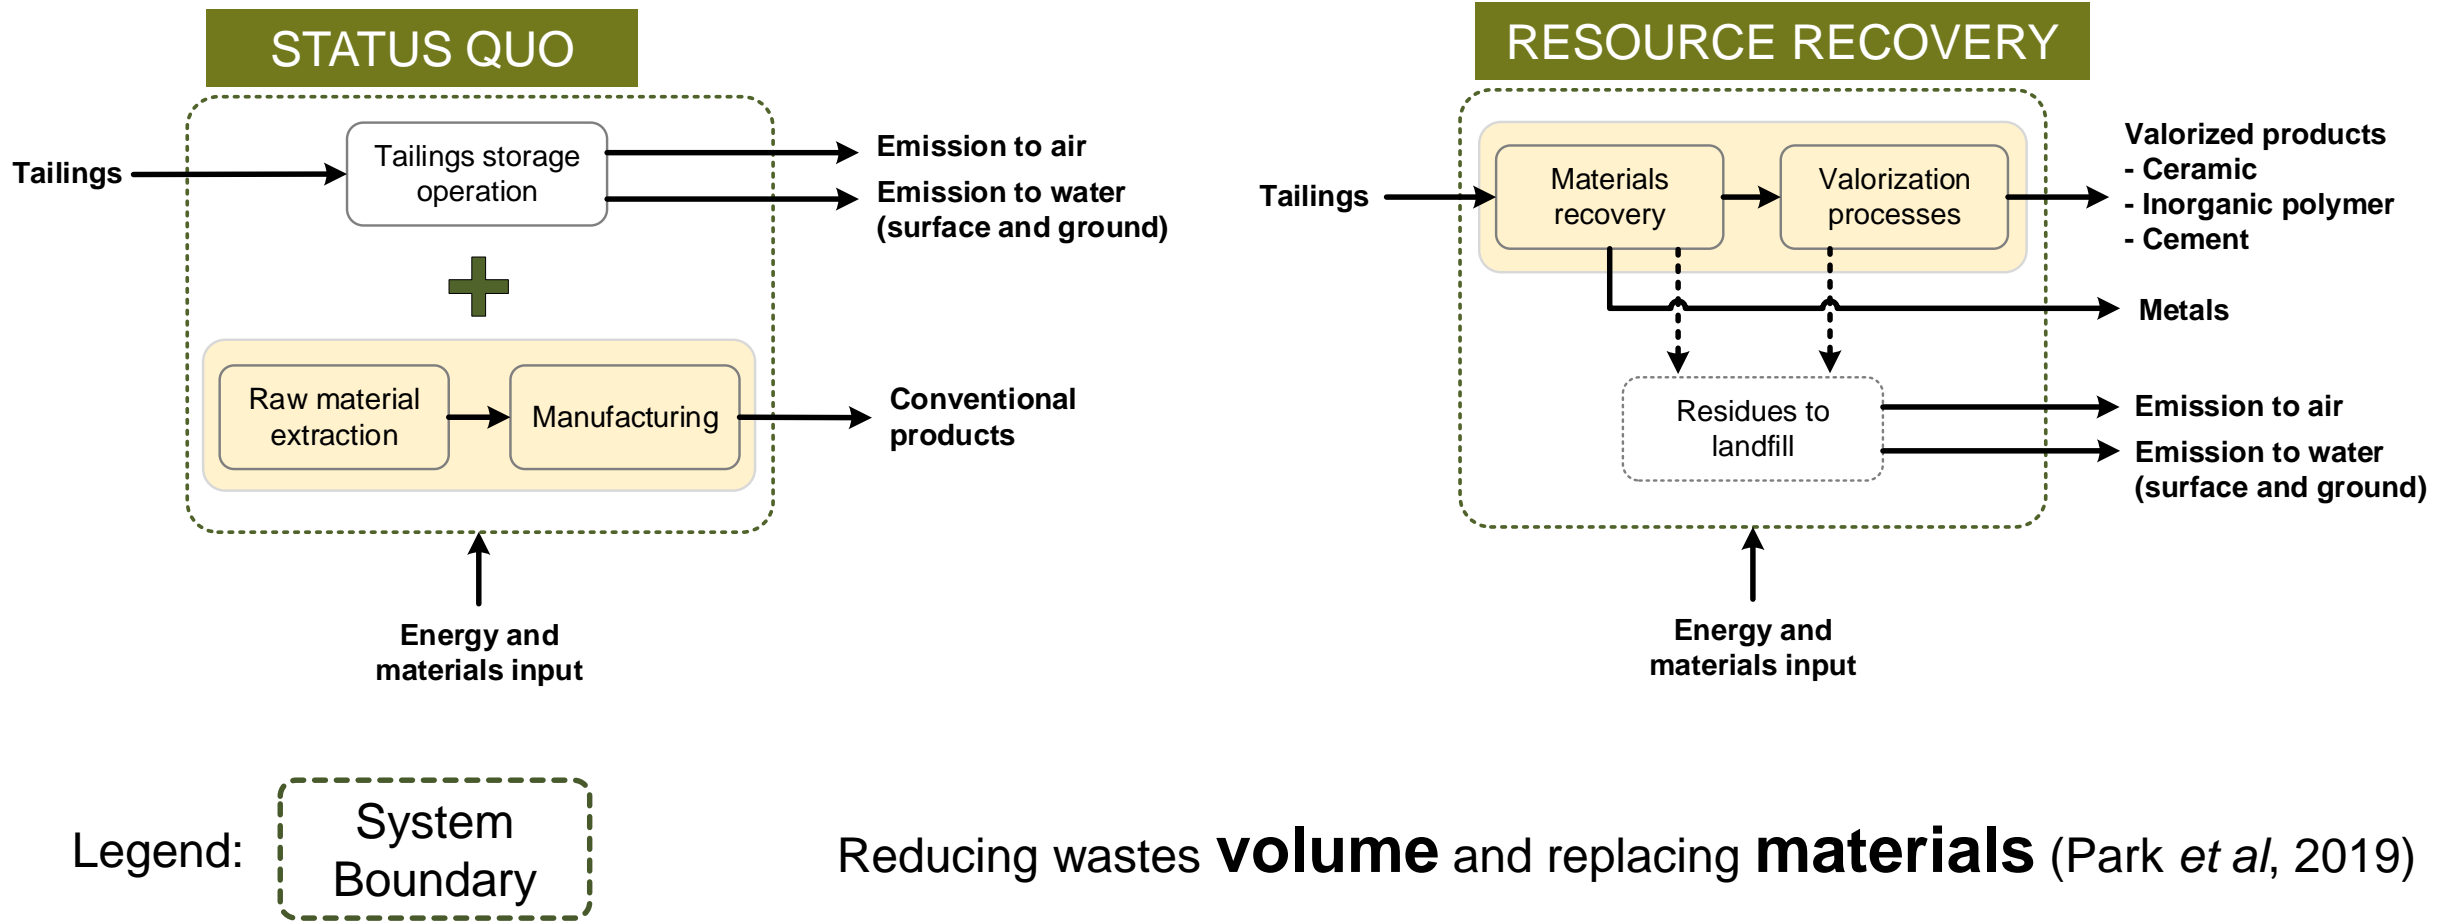 STATUS QUO
Tailings
Tailings storage
operation
Emission to air
Emission to water
(surface and ground)
Raw material
extraction
Manufacturing
Conventional
products
Energy and
materials input
RESOURCE RECOVERY
Tailings
Materials
recovery
Valorization
processes
Valorized products
- Ceramic
- Inorganic polymer
- Cement
Metals
Residues to
landfill
Emission to air
Emission to water
(surface and ground)
Energy and
materials input
Legend:
System
Boundary
Reducing wastes volume and replacing materials (Park et al, 2019)